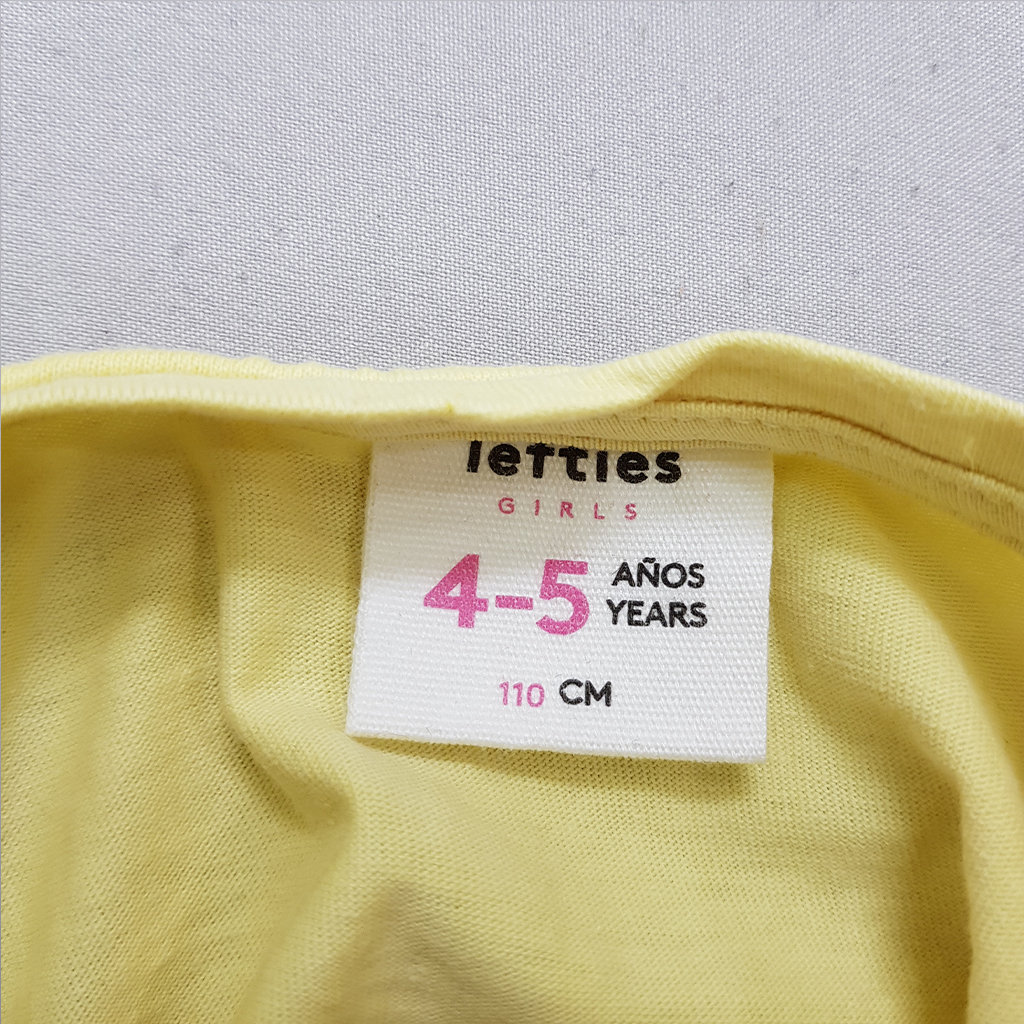 lefties
GIRLS
4-5 AÑOS
YEARS
110 CM